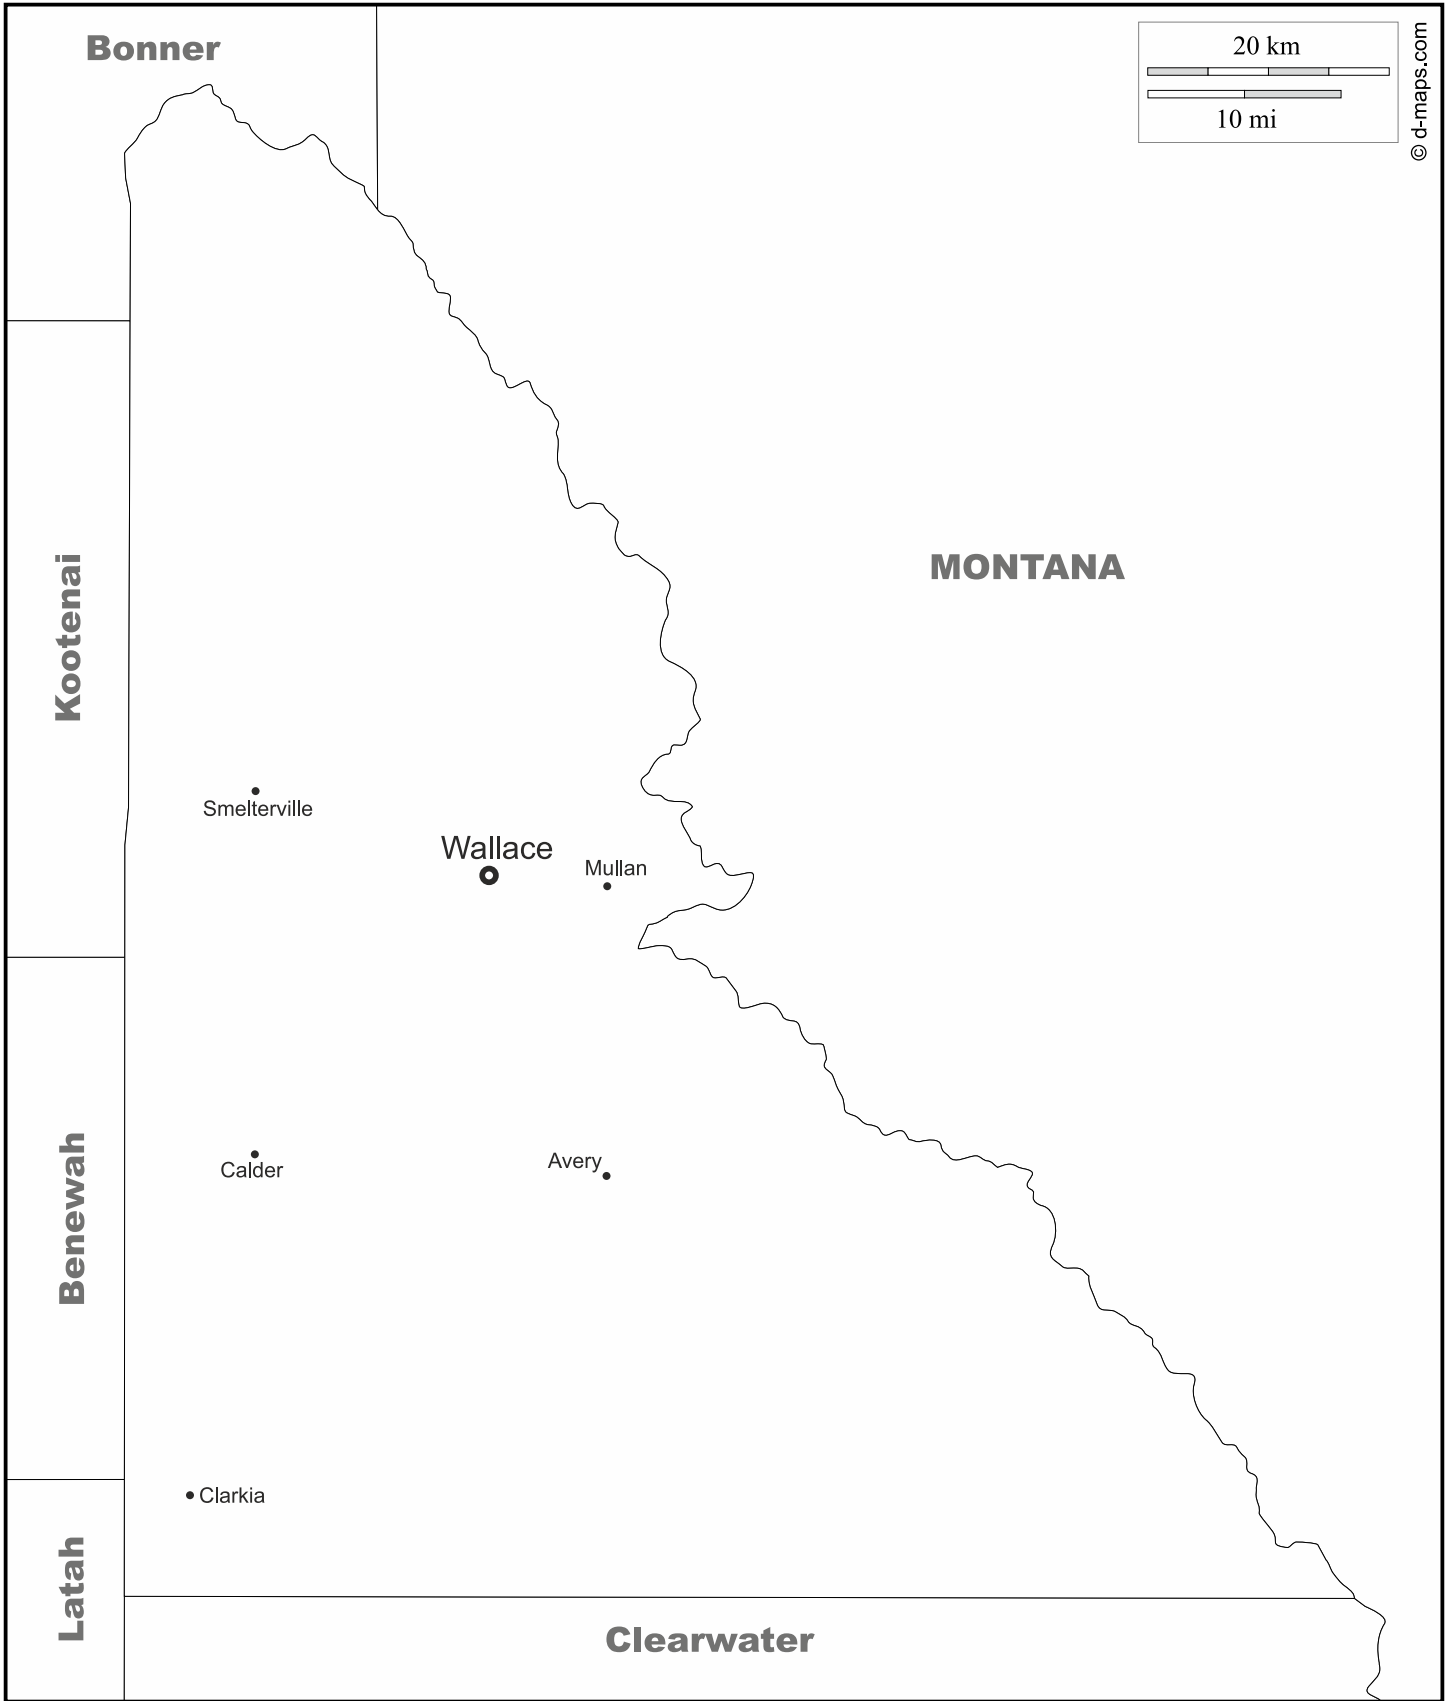 Bonner
20 km
10 mi
© d-maps.com
Kootenai
MONTANA
Smelterville
Wallace
Mullan
Benewah
Calder
Avery
Clarkia
Latah
Clearwater